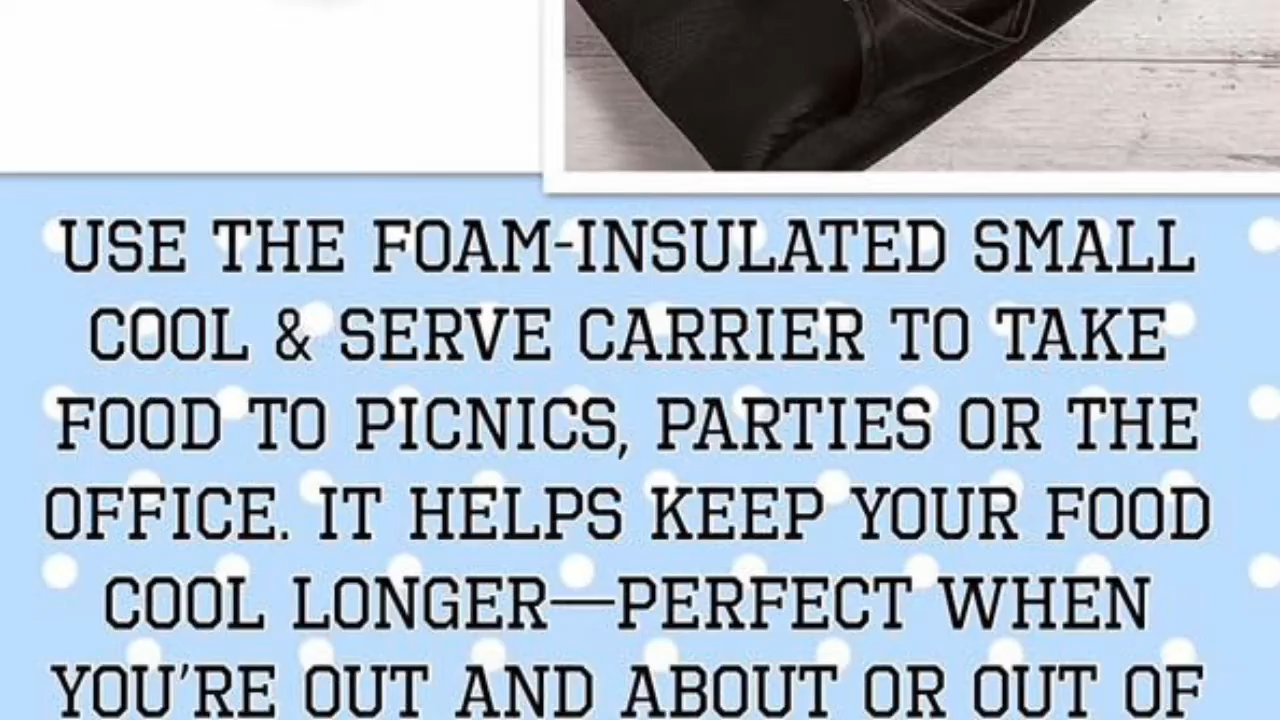 USE THE FOAM-INSULATED SMALL
COOL & SERVE CARRIER TO TAKE
FOOD TO PICNICS, PARTIES OR THE
OFFICE. IT HELPS KEEP YOUR FOOD
COOL LONGER—PERFECT WHEN
YOU'RE OUT AND ABOUT OR OUT OF